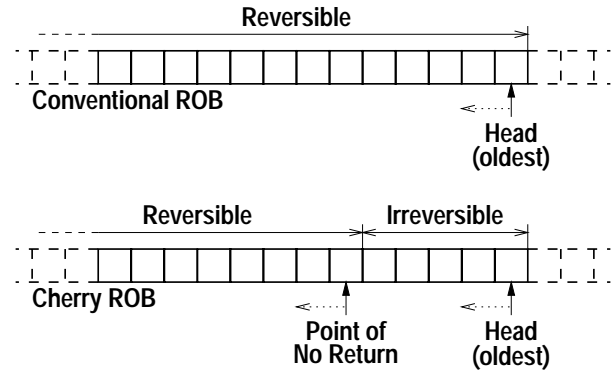 Reversible
Conventional ROB
Head
(oldest)
Reversible
Irreversible
Cherry ROB
Point of
No Return
Head
(oldest)